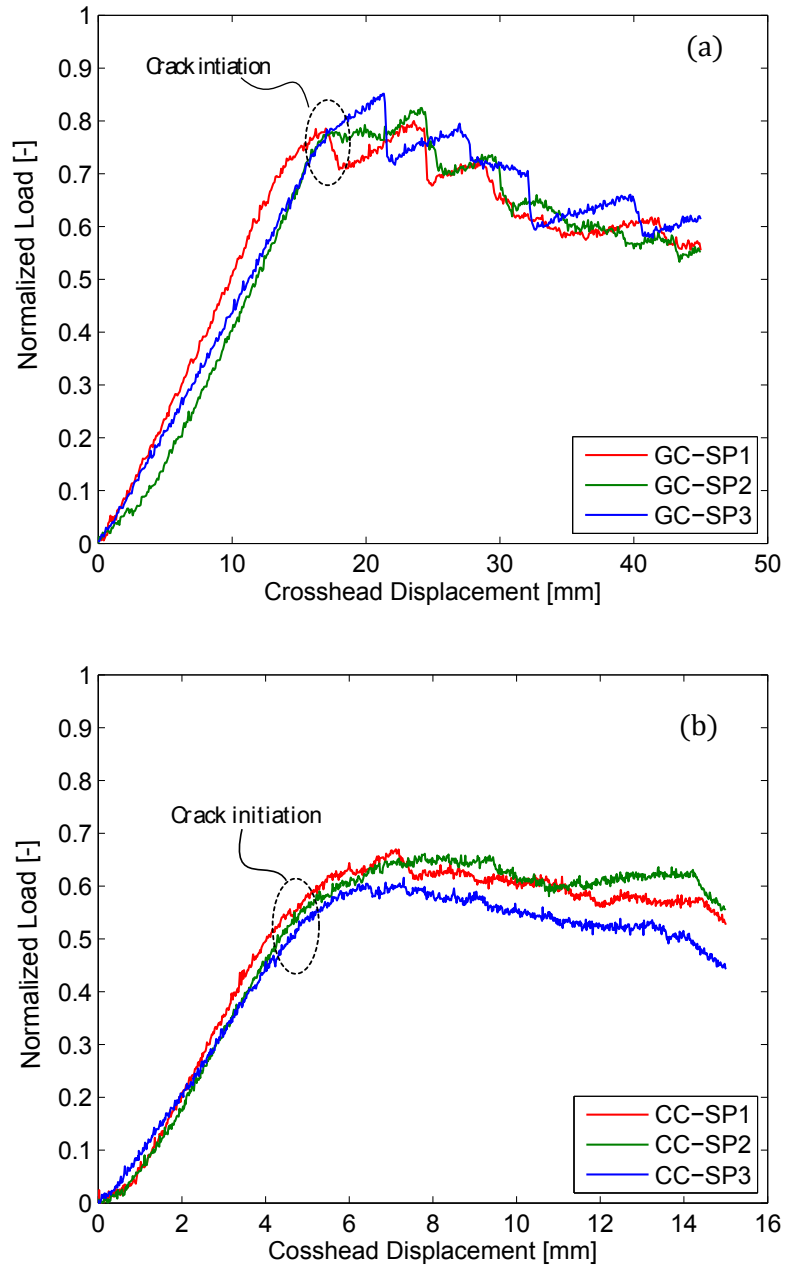 (a)
Crack intiation
1
0.9
0.8
0.7
0.6
0.5
0.4
0.3
0.2
0.1
0
Normalized Load [-]
GC−SP1
GC−SP2
GC−SP3
0 10 20 30 40 50
Crosshead Displacement [mm]
(b)
Crack initiation
1
0.9
0.8
0.7
0.6
0.5
0.4
0.3
0.2
0.1
0
Normalized Load [-]
CC−SP1
CC−SP2
CC−SP3
0 2 4 6 8 10 12 14 16
Cosshead Displacement [mm]